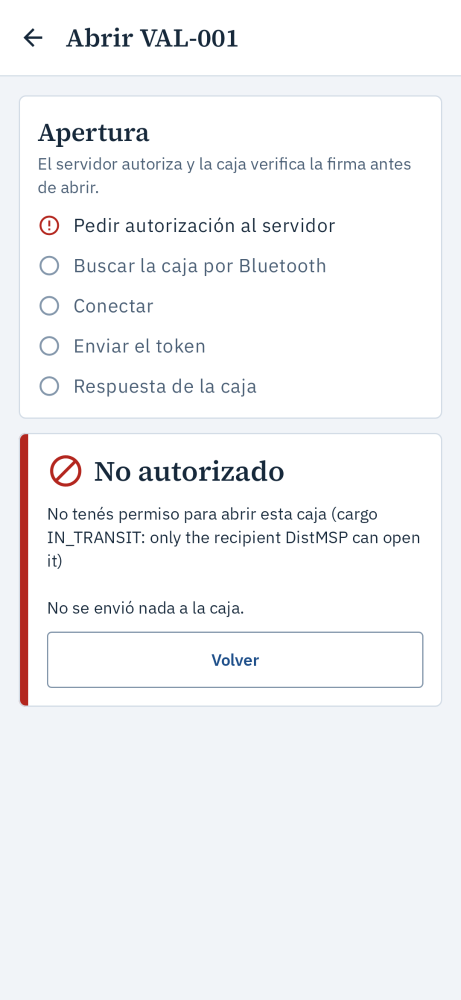 Abrir VAL-001
Apertura
El servidor autoriza y la caja verifica la firma antes
de abrir.
Pedir autorización al servidor
Buscar la caja por Bluetooth
Conectar
Enviar el token
Respuesta de la caja
No autorizado
No tenés permiso para abrir esta caja (cargo
IN_TRANSIT: only the recipient DistMSP can open
it)
No se envió nada a la caja.
Volver